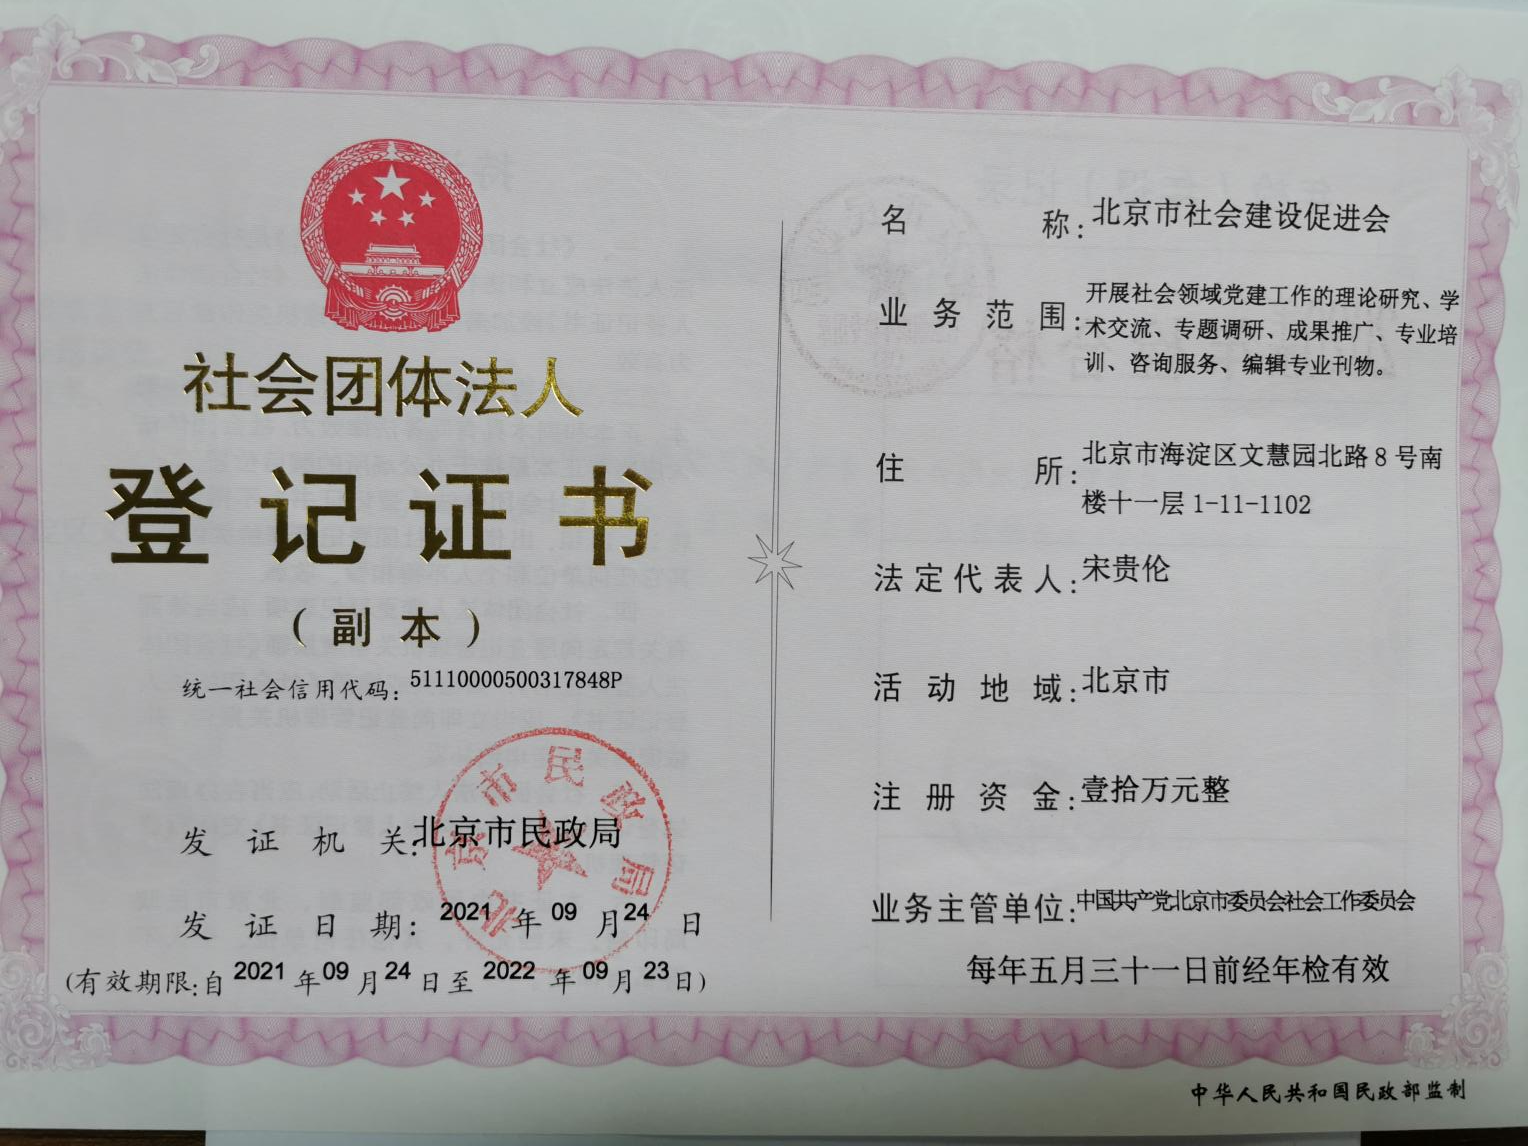 社会团体法人
登记证书
(副本)
统一社会信用代码:51110000500317848P
发证机关:北京市民政局
发证日期:2021年09月24日
(有效期限:自2021年09月24日至2022年09月23日)
北京市民政局
名称:北京市社会建设促进会
业务范围:开展社会领域党建工作的理论研究、学
术交流、专题调研、成果推广、专业培
训、咨询服务、编辑专业刊物。
住所:北京市海淀区文慧园北路8号南
楼十一层1-11-1102
法定代表人:宋贵伦
活动地域:北京市
注册资金:壹拾万元整
业务主管单位:中国共产党北京市委员会社会工作委员会
每年五月三十一日前经年检有效
中华人民共和国民政部监制